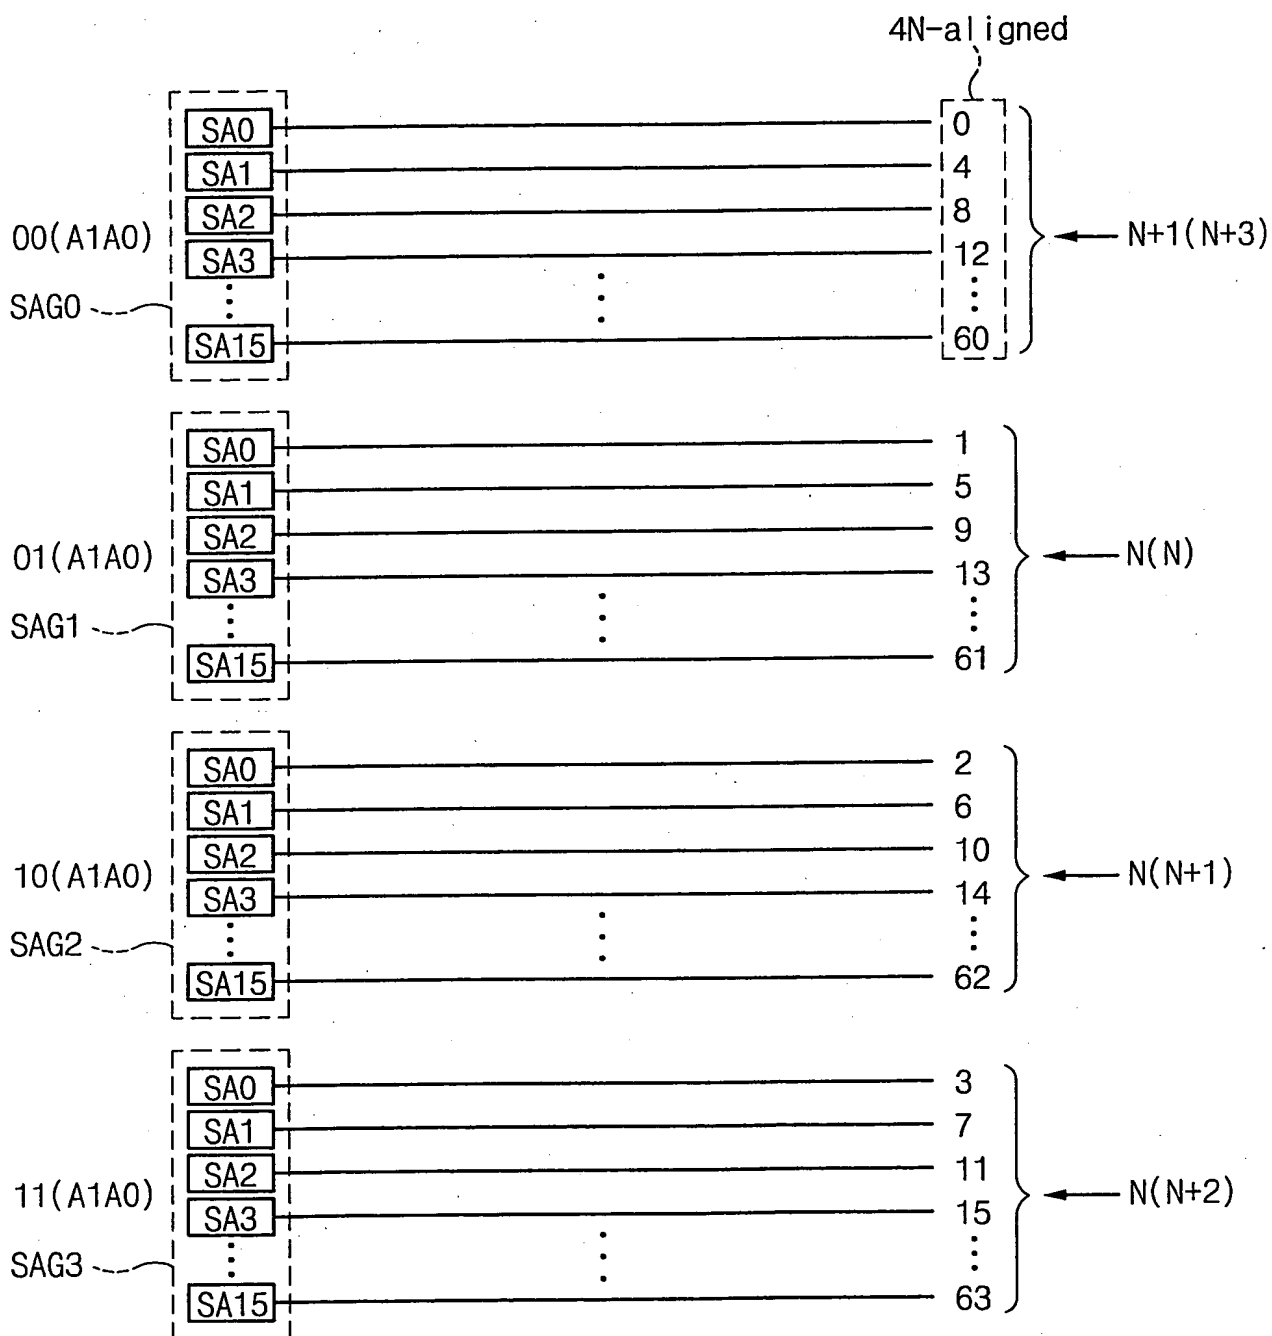 4N-aligned
SA0 0
SA1 4
SA2 8
00(A1A0) SA3 12 N+1(N+3)
SAG0
SA15 60
SA0 1
SA1 5
SA2 9
01(A1A0) SA3 13 N(N)
SAG1
SA15 61
SA0 2
SA1 6
SA2 10
10(A1A0) SA3 14 N(N+1)
SAG2
SA15 62
SA0 3
SA1 7
SA2 11
11(A1A0) SA3 15 N(N+2)
SAG3
SA15 63